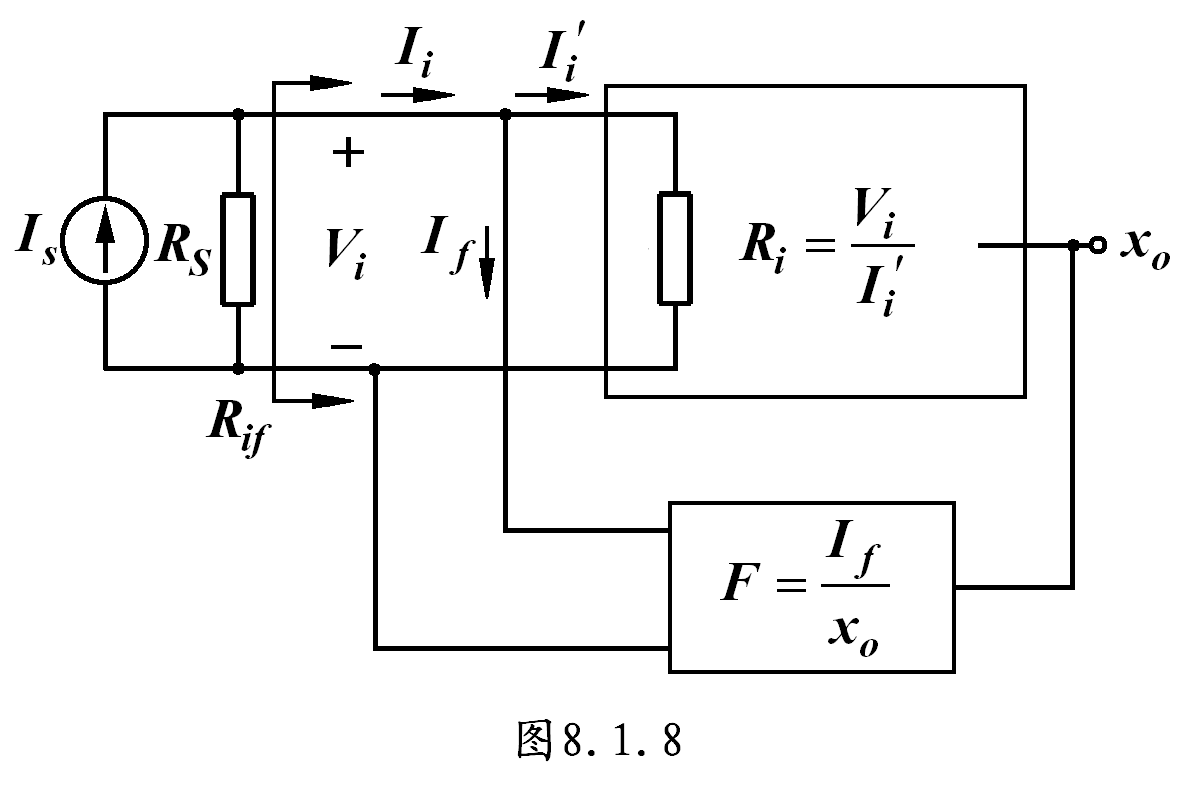 I_i I_i'
+
I_s R_S V_i I_f R_i = V_i / I_i' x_o
−
R_if
F = I_f / x_o
图8.1.8